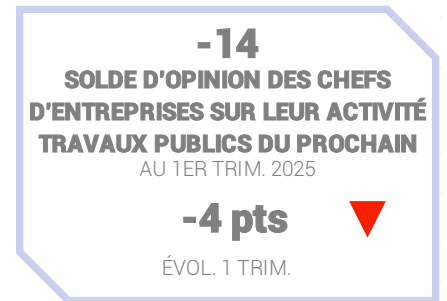 -14
SOLDE D'OPINION DES CHEFS
D'ENTREPRISES SUR LEUR ACTIVITÉ
TRAVAUX PUBLICS DU PROCHAIN
AU 1ER TRIM. 2025
-4 pts
ÉVOL. 1 TRIM.